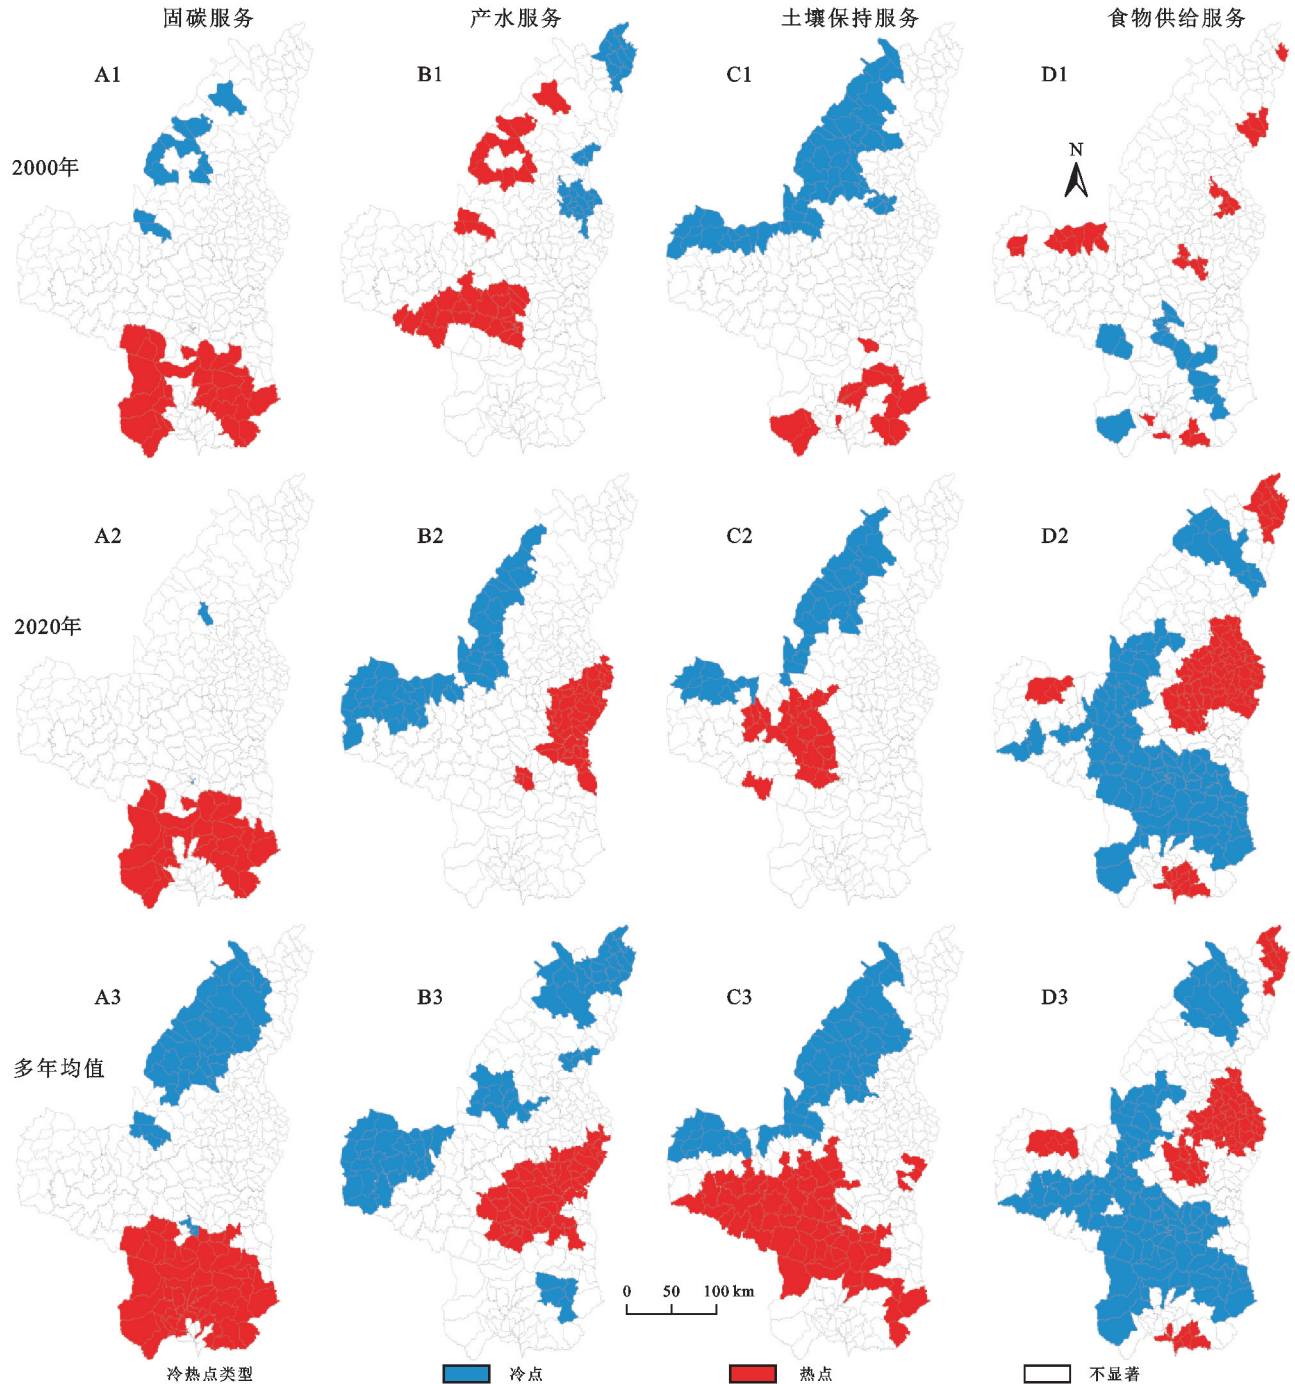 固碳服务 产水服务 土壤保持服务 食物供给服务
A1 B1 C1 D1
2000年
N
A2 B2 C2 D2
2020年
A3 B3 C3 D3
多年均值
0 50 100 km
冷热点类型 冷点 热点 不显著